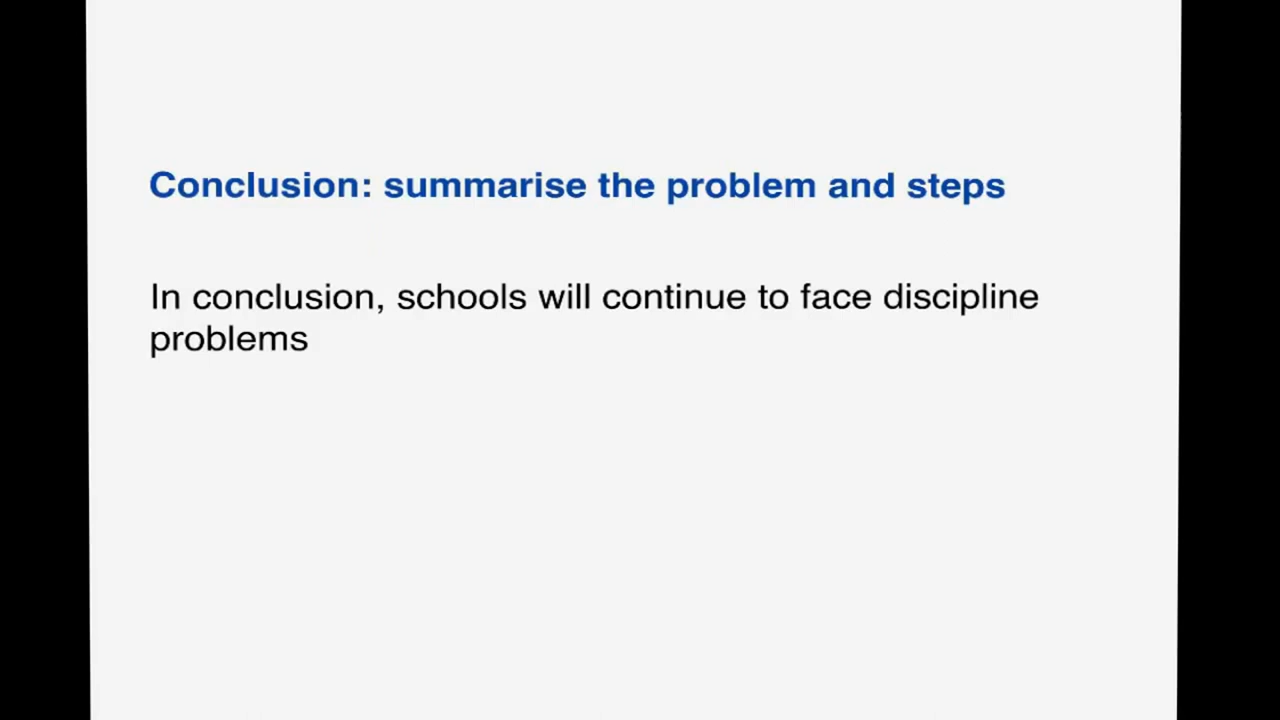 Conclusion: summarise the problem and steps
In conclusion, schools will continue to face discipline
problems